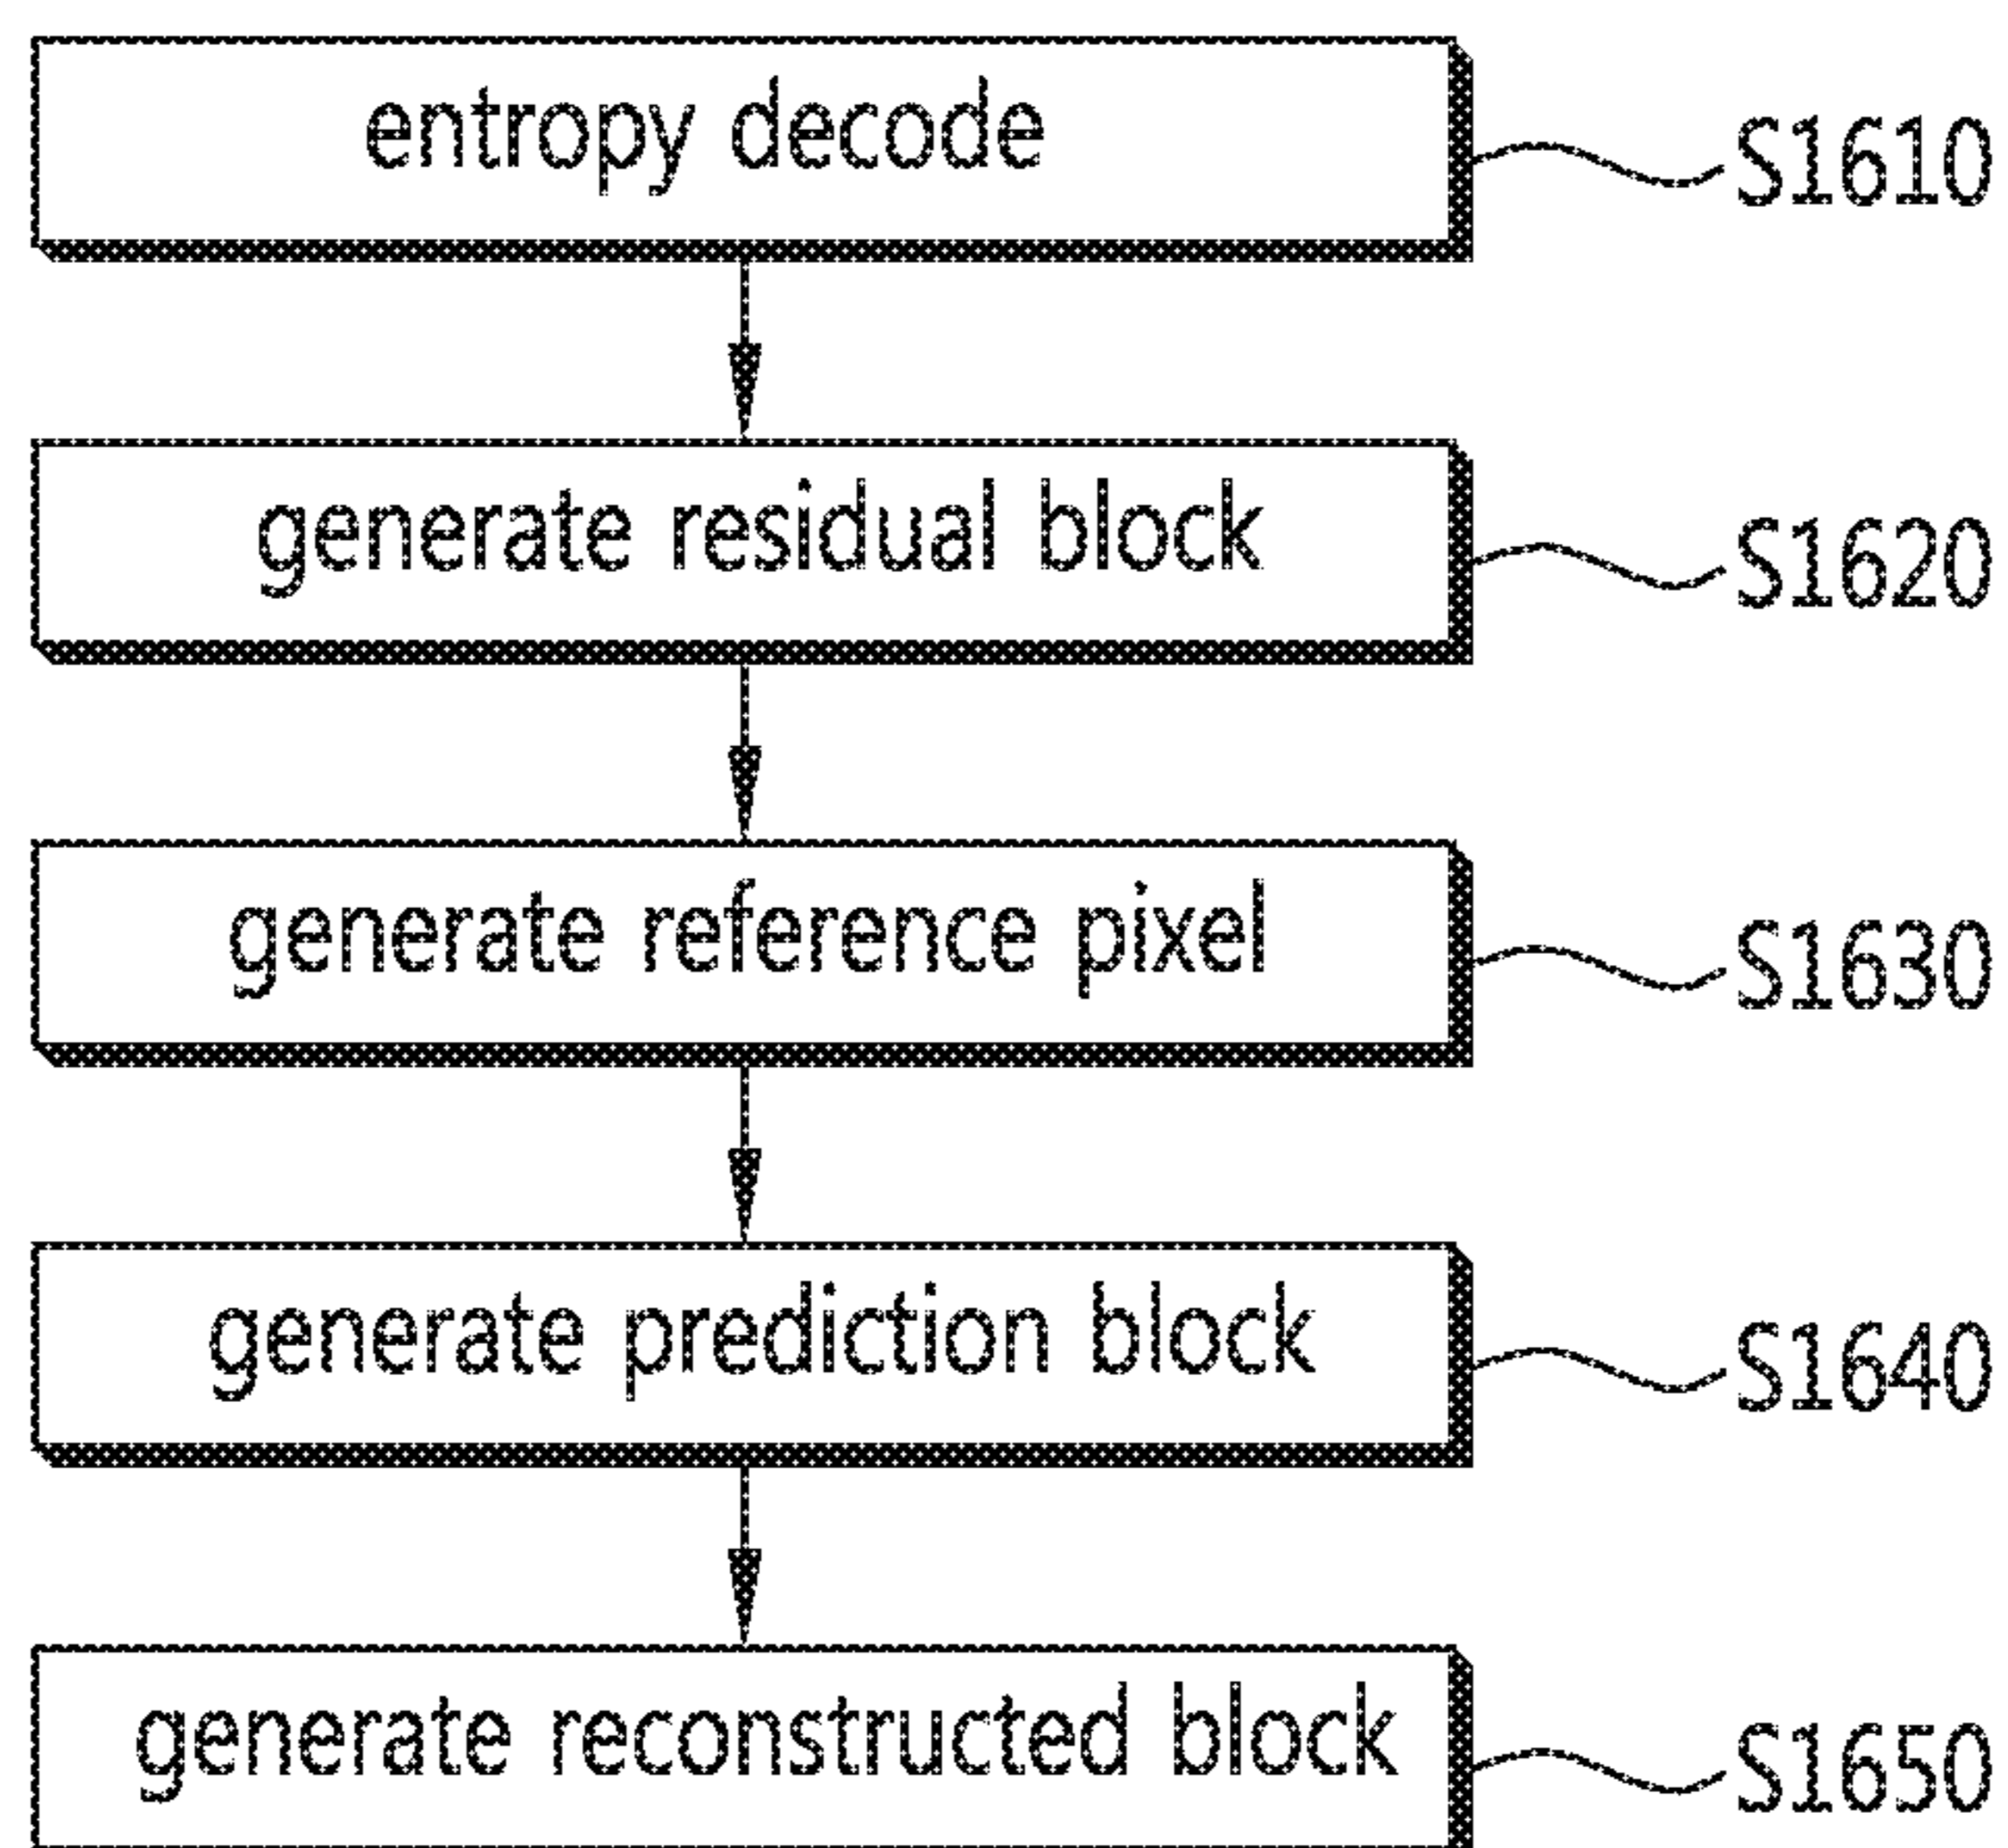 entropy decode
S1610
generate residual block
S1620
generate reference pixel
S1630
generate prediction block
S1640
generate reconstructed block
S1650